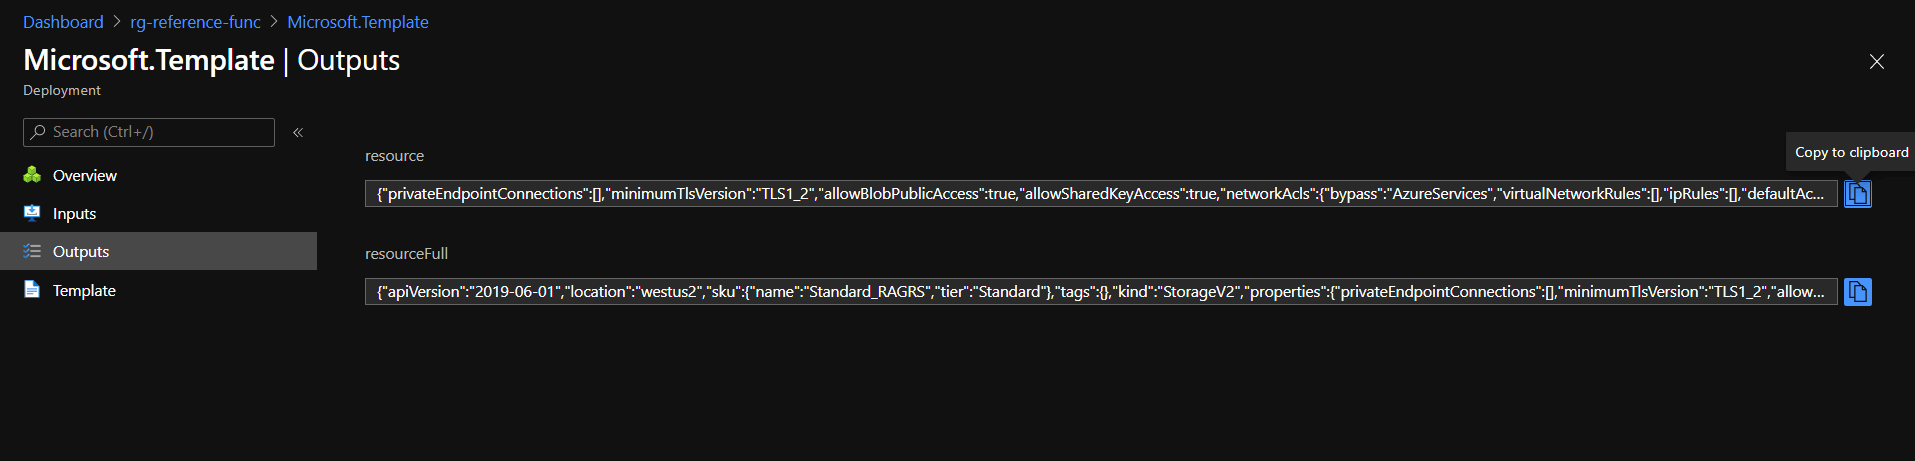 Dashboard > rg-reference-func > Microsoft.Template
Microsoft.Template | Outputs
Deployment
Search (Ctrl+/)
«
Overview
Inputs
Outputs
Template
Copy to clipboard
resource
{"privateEndpointConnections":[],"minimumTlsVersion":"TLS1_2","allowBlobPublicAccess":true,"allowSharedKeyAccess":true,"networkAcls":{"bypass":"AzureServices","virtualNetworkRules":[],"ipRules":[],"defaultAc...
resourceFull
{"apiVersion":"2019-06-01","location":"westus2","sku":{"name":"Standard_RAGRS","tier":"Standard"},"tags":{},"kind":"StorageV2","properties":{"privateEndpointConnections":[],"minimumTlsVersion":"TLS1_2","allow...